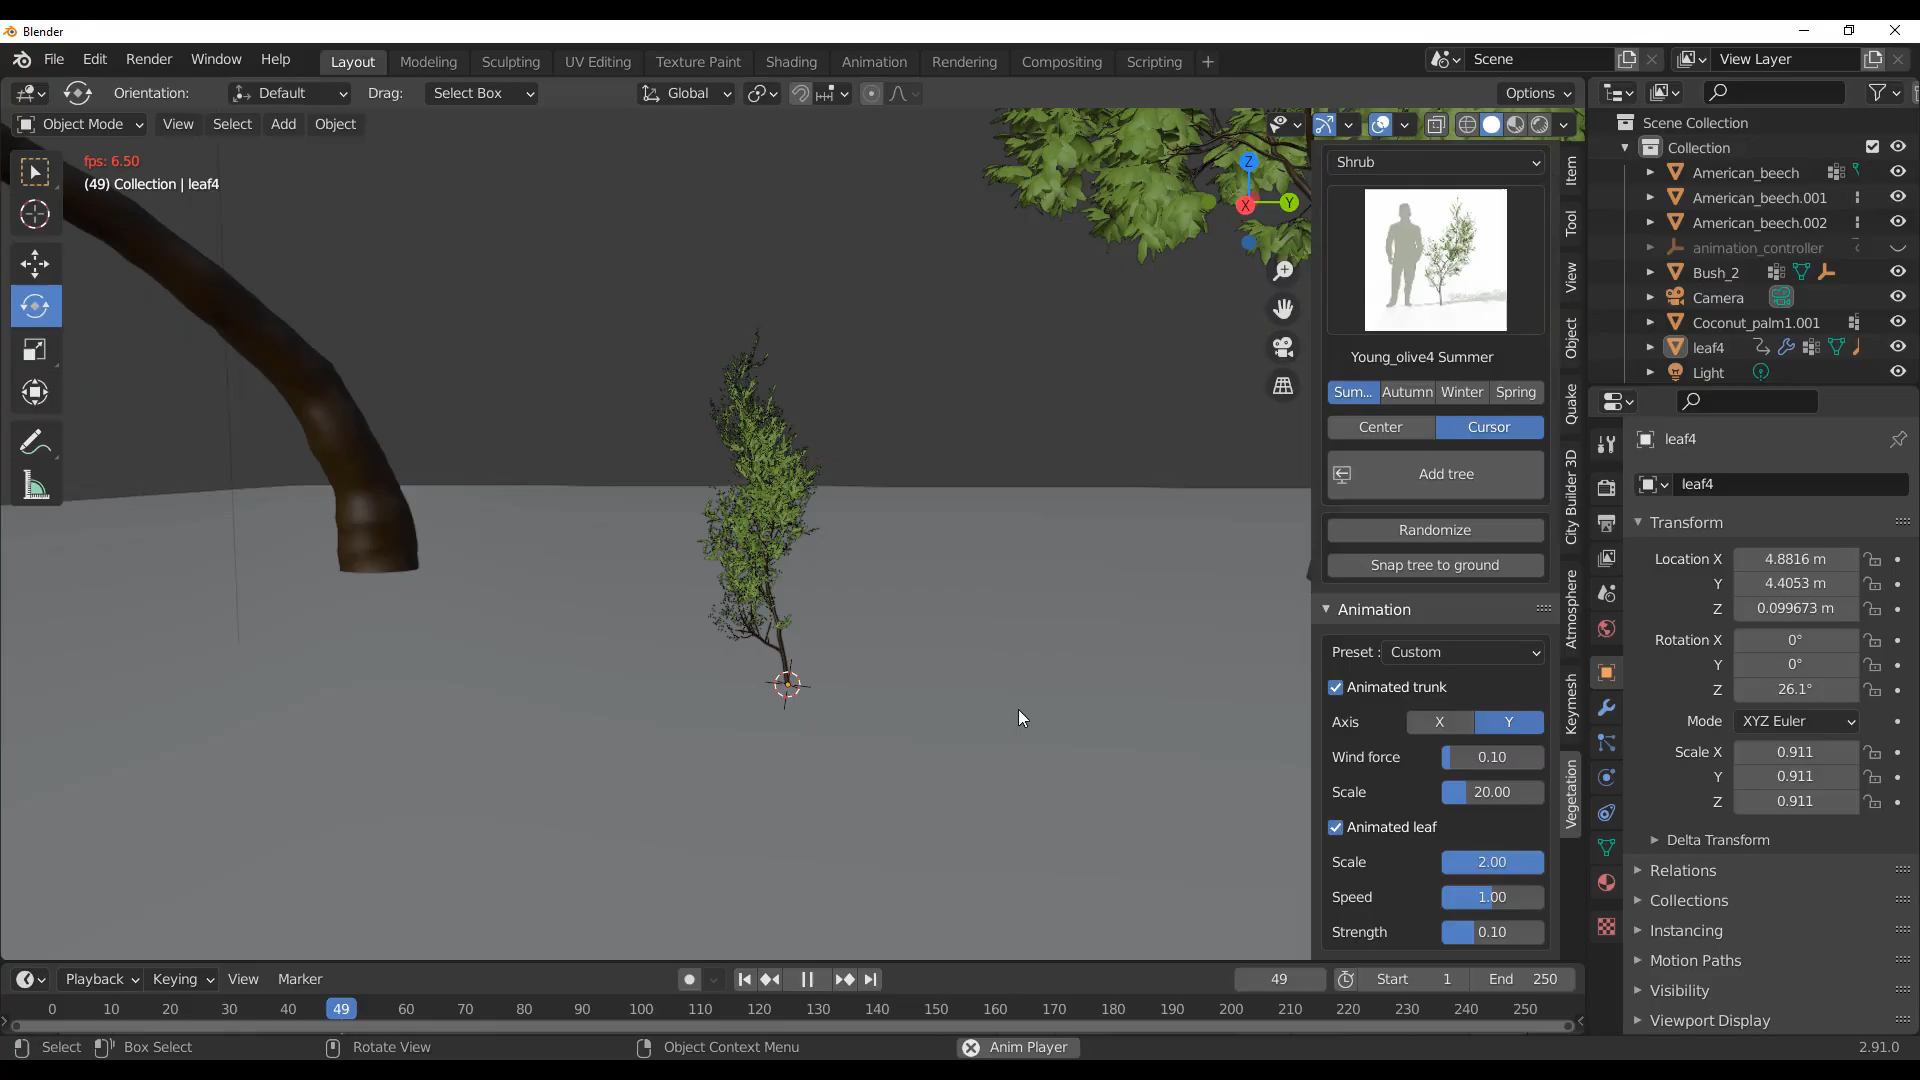 Blender
File Edit Render Window Help Layout Modeling Sculpting UV Editing Texture Paint Shading Animation Rendering Compositing Scripting + Scene View Layer
Orientation: Default Drag: Select Box Global Options
Object Mode View Select Add Object
fps: 6.50
(49) Collection | leaf4
Z
Y
X
Shrub
Young_olive4 Summer
Sum... Autumn Winter Spring
Center Cursor
Add tree
Randomize
Snap tree to ground
Animation
Preset : Custom
Animated trunk
Axis X Y
Wind force 0.10
Scale 20.00
Animated leaf
Scale 2.00
Speed 1.00
Strength 0.10
Item
Tool
View
Object
Quake
City Builder 3D
Atmosphere
Keymesh
Vegetation
Scene Collection
Collection
American_beech
American_beech.001
American_beech.002
animation_controller
Bush_2
Camera
Coconut_palm1.001
leaf4
Light
leaf4
leaf4
Transform
Location X 4.8816 m
Y 4.4053 m
Z 0.099673 m
Rotation X 0°
Y 0°
Z 26.1°
Mode XYZ Euler
Scale X 0.911
Y 0.911
Z 0.911
Delta Transform
Relations
Collections
Instancing
Motion Paths
Visibility
Viewport Display
Playback Keying View Marker 49 Start 1 End 250
0 10 20 30 40 49 60 70 80 90 100 110 120 130 140 150 160 170 180 190 200 210 220 230 240 250
Select Box Select Rotate View Object Context Menu Anim Player 2.91.0